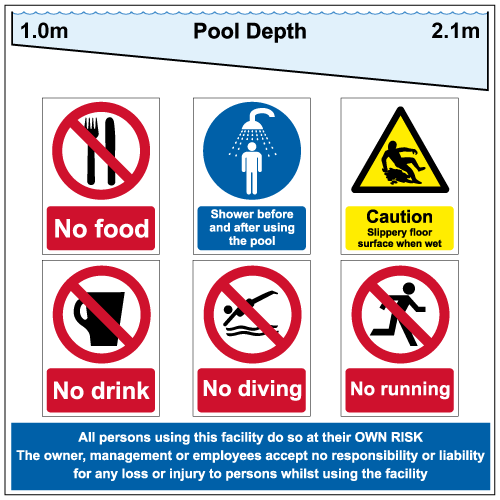 1.0m Pool Depth 2.1m
No food
Shower before
and after using
the pool
Caution
Slippery floor
surface when wet
No drink
No diving
No running
All persons using this facility do so at their OWN RISK
The owner, management or employees accept no responsibility or liability
for any loss or injury to persons whilst using the facility